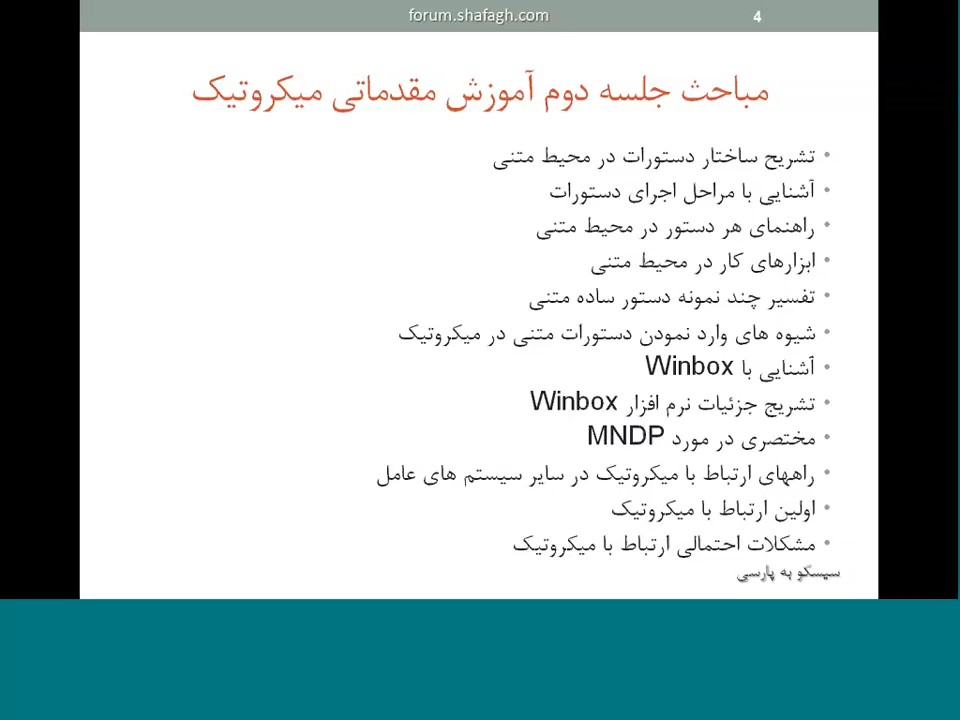 forum.shafagh.com 4
مباحث جلسه دوم آموزش مقدماتی میکروتیک
• تشریح ساختار دستورات در محیط متنی
• آشنایی با مراحل اجرای دستورات
• راهنمای هر دستور در محیط متنی
• ابزارهای کار در محیط متنی
• تفسیر چند نمونه دستور ساده متنی
• شیوه های وارد نمودن دستورات متنی در میکروتیک
• آشنایی با Winbox
• تشریج جزئیات نرم افزار Winbox
• مختصری در مورد MNDP
• راههای ارتباط با میکروتیک در سایر سیستم های عامل
• اولین ارتباط با میکروتیک
• مشکلات احتمالی ارتباط با میکروتیک
سیسکو به پارسی